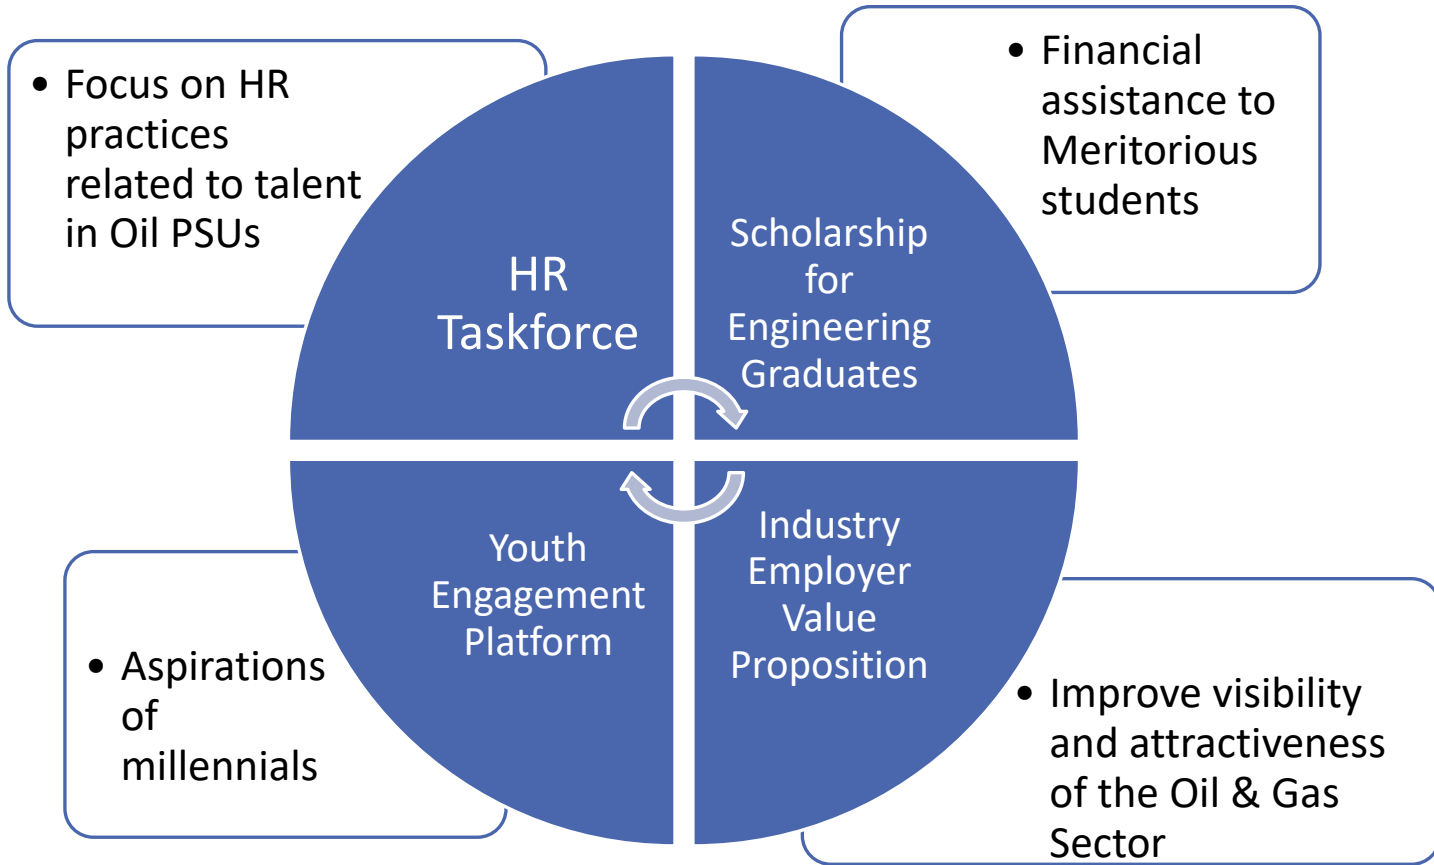 • Focus on HR
practices
related to talent
in Oil PSUs
• Financial
assistance to
Meritorious
students
HR
Taskforce
Scholarship
for
Engineering
Graduates
Youth
Engagement
Platform
Industry
Employer
Value
Proposition
• Aspirations
of
millennials
• Improve visibility
and attractiveness
of the Oil & Gas
Sector